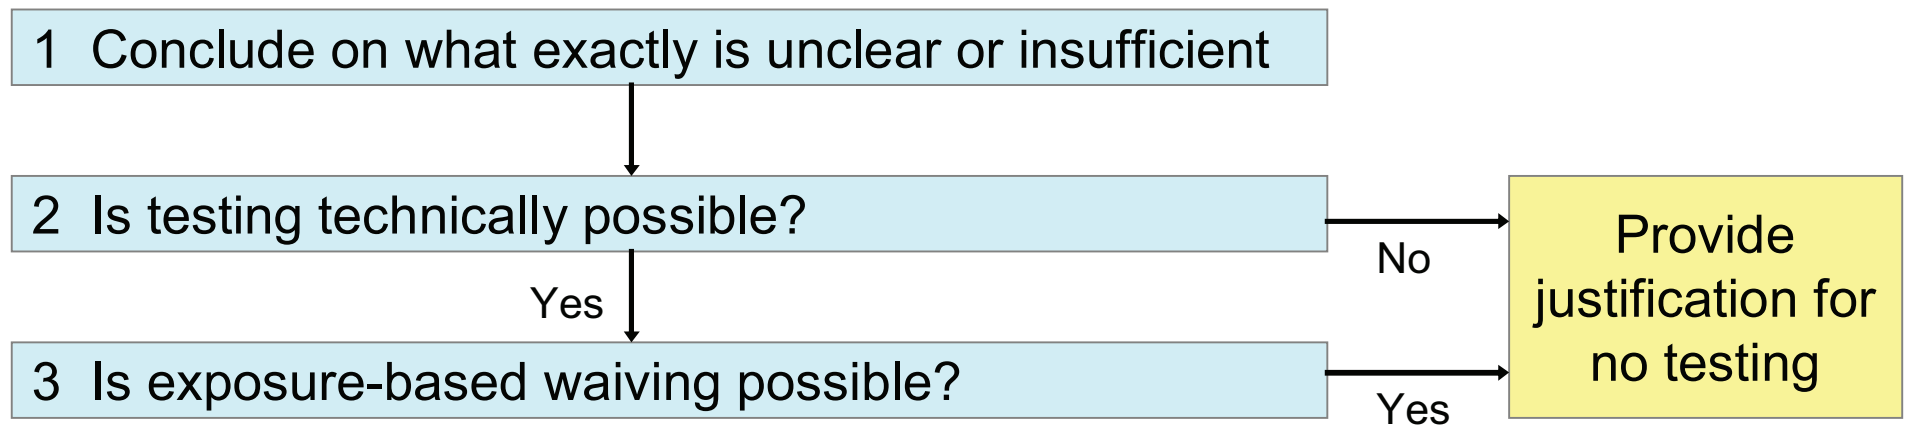 1 Conclude on what exactly is unclear or insufficient
2 Is testing technically possible?
No
Yes
3 Is exposure-based waiving possible?
Yes
Provide
justification for
no testing